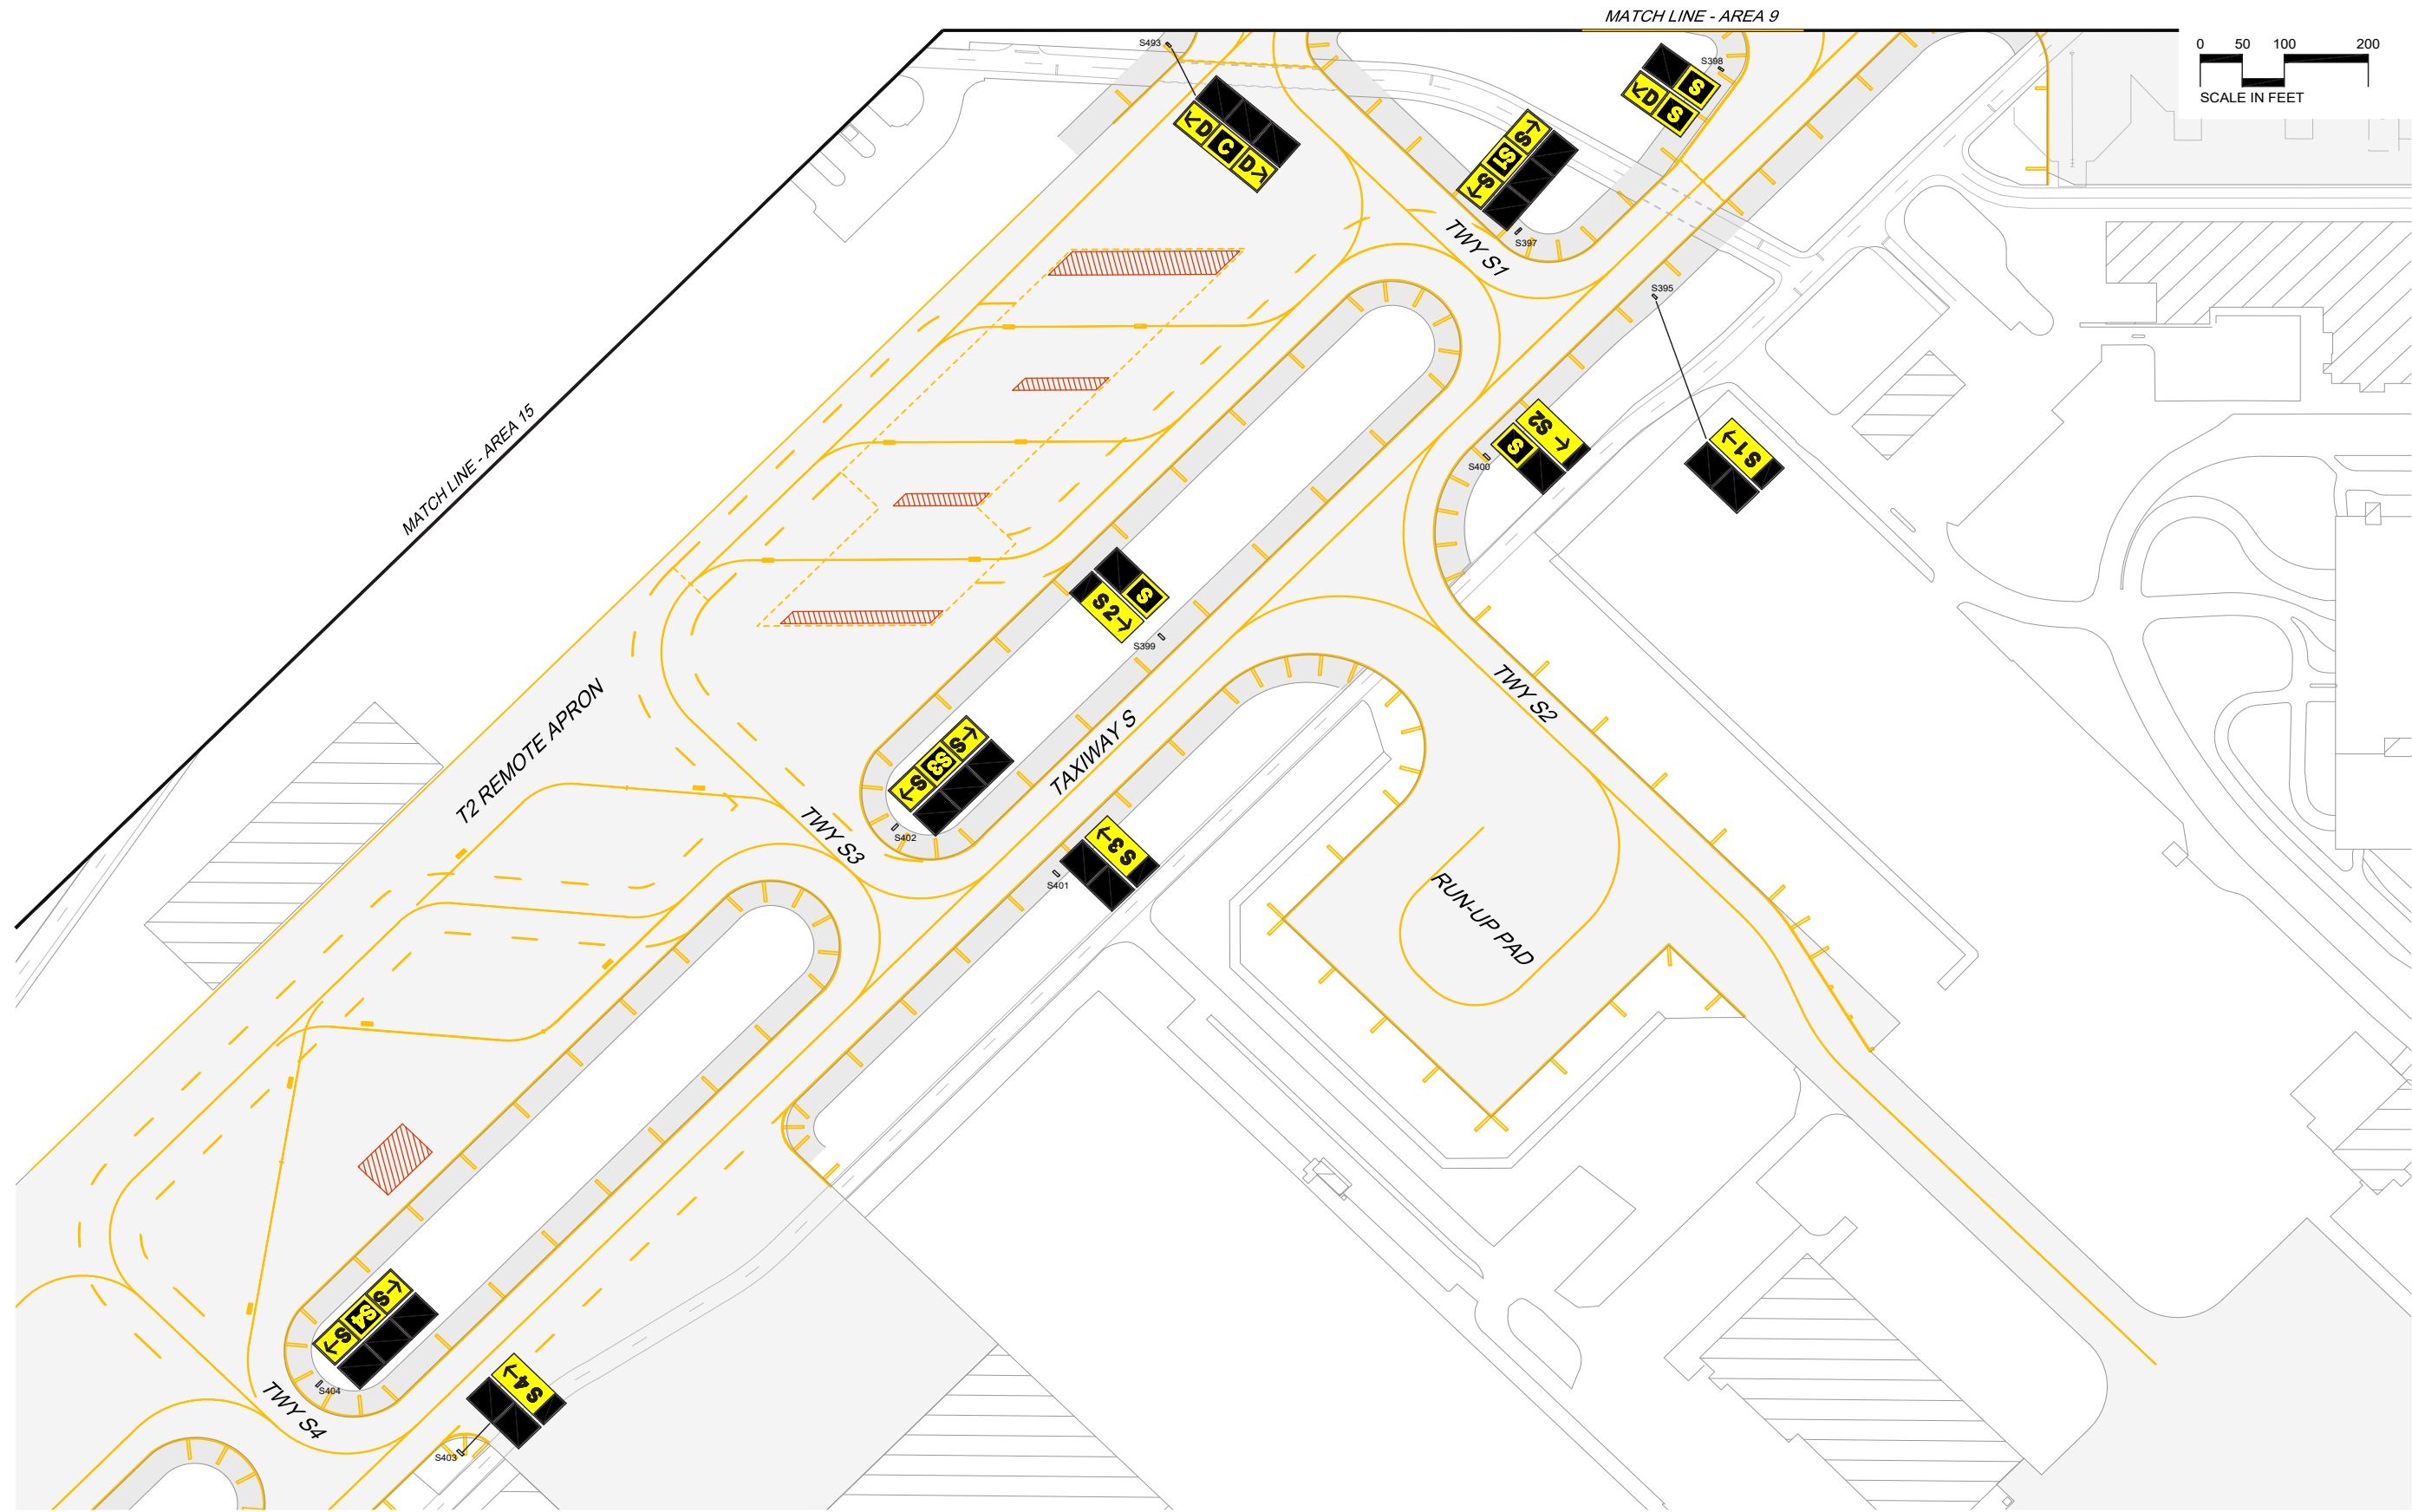 MATCH LINE - AREA 9
0 50 100 200
SCALE IN FEET
S493
←D C D→
S398
S
←D S
←S S1 S→
S397
TWY S1
S395
S1→
MATCH LINE - AREA 15
S2→
S
S400
S
S2→
S399
T2 REMOTE APRON
TWY S2
←S S3 S→
S402
TAXIWAY S
TWY S3
←S3
S401
RUN-UP PAD
←S S4 S→
S404
TWY S4
←S4
S403